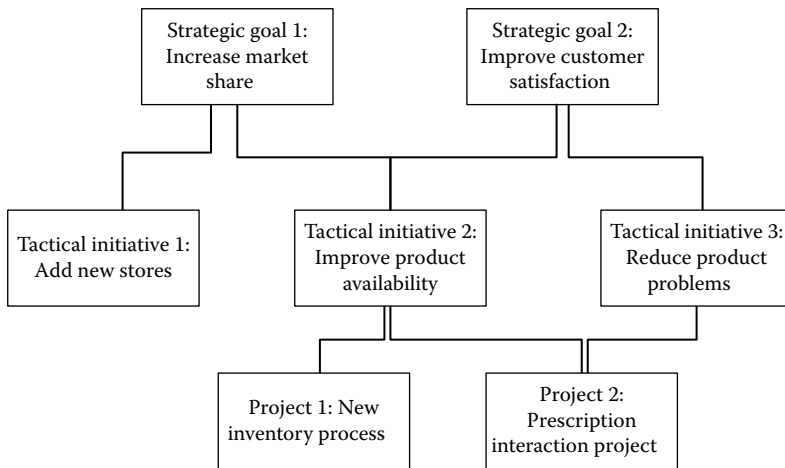 Strategic goal 1:
Increase market
share
Strategic goal 2:
Improve customer
satisfaction
Tactical initiative 1:
Add new stores
Tactical initiative 2:
Improve product
availability
Tactical initiative 3:
Reduce product
problems
Project 1: New
inventory process
Project 2:
Prescription
interaction project